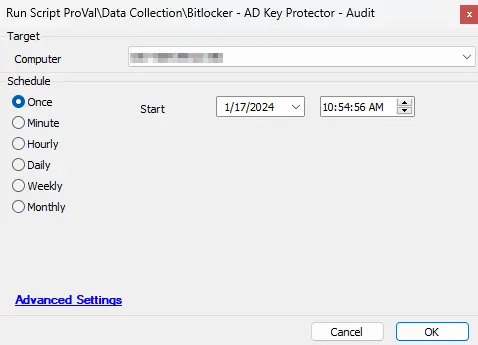 Run Script ProVal\Data Collection\Bitlocker - AD Key Protector - Audit x
Target
Computer
Schedule
Once
Start 1/17/2024 10:54:56 AM
Minute
Hourly
Daily
Weekly
Monthly
Advanced Settings
Cancel OK